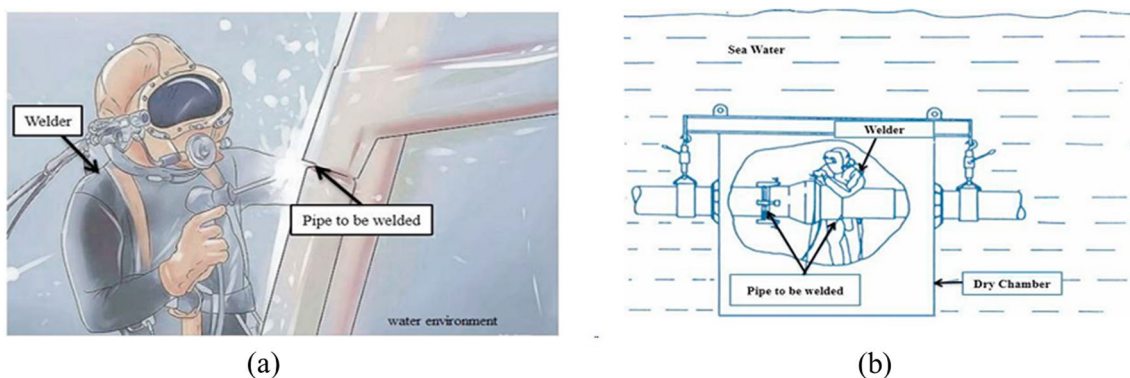 Welder
Pipe to be welded
water environment
(a)
Sea Water
Welder
Pipe to be welded
Dry Chamber
(b)